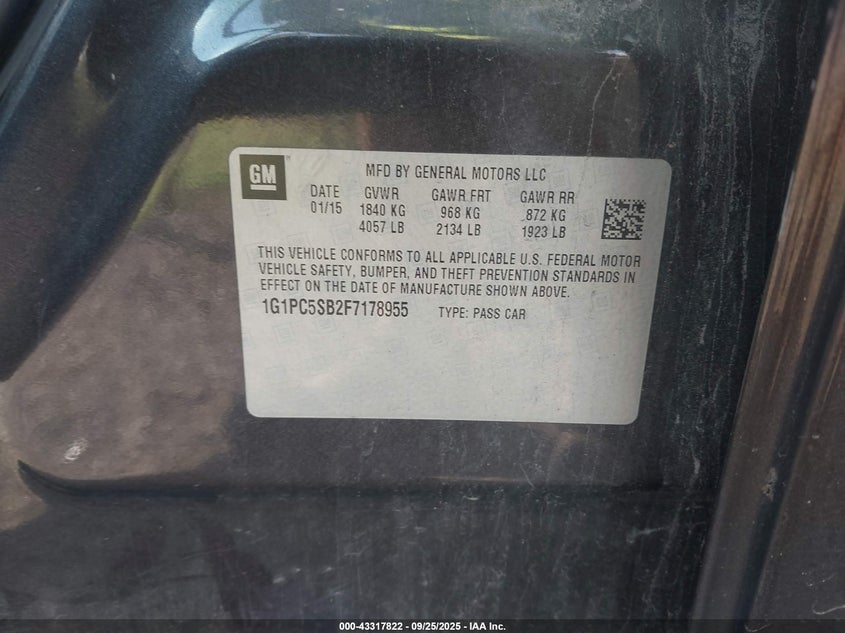 GM
MFD BY GENERAL MOTORS LLC
DATE GVWR GAWR FRT GAWR RR
01/15 1840 KG 968 KG 872 KG
4057 LB 2134 LB 1923 LB
THIS VEHICLE CONFORMS TO ALL APPLICABLE U.S. FEDERAL MOTOR
VEHICLE SAFETY, BUMPER, AND THEFT PREVENTION STANDARDS IN
EFFECT ON THE DATE OF MANUFACTURE SHOWN ABOVE.
1G1PC5SB2F7178955 TYPE: PASS CAR
000-43317822 - 09/25/2025 - IAA Inc.